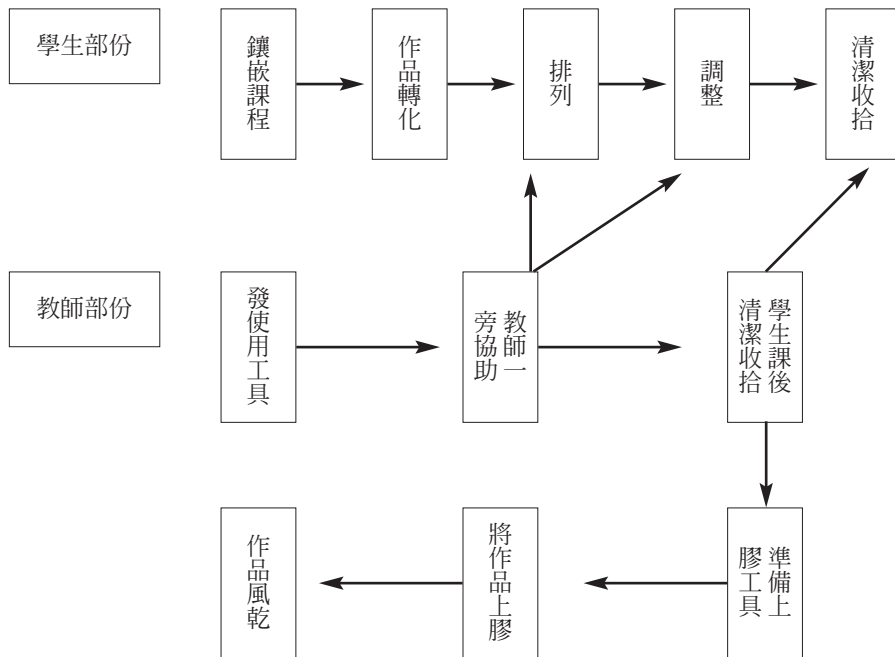 學生部份
鑲嵌課程
作品轉化
排列
調整
清潔收拾
教師部份
發使用工具
教師一
旁協助
學生課後
清潔收拾
作品風乾
將作品上膠
準備上
膠工具